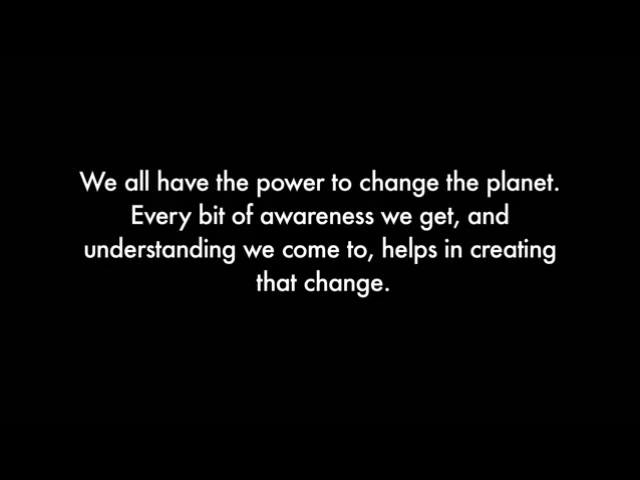 We all have the power to change the planet.
Every bit of awareness we get, and
understanding we come to, helps in creating
that change.